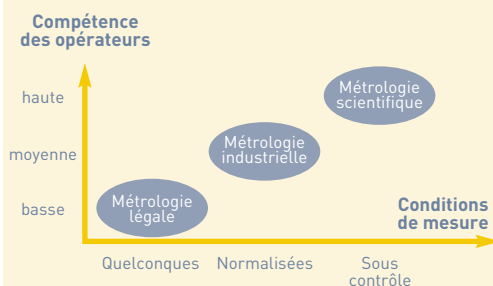 Compétence
des opérateurs
haute
Métrologie
scientifique
moyenne
Métrologie
industrielle
basse
Métrologie
légale
Conditions
de mesure
Quelconques
Normalisées
Sous
contrôle